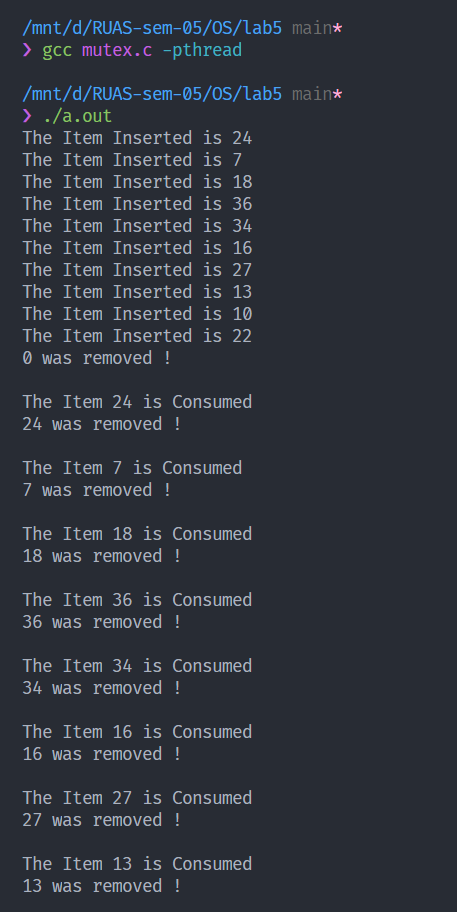 /mnt/d/RUAS-sem-05/OS/lab5 main*
❯ gcc mutex.c -pthread
/mnt/d/RUAS-sem-05/OS/lab5 main*
❯ ./a.out
The Item Inserted is 24
The Item Inserted is 7
The Item Inserted is 18
The Item Inserted is 36
The Item Inserted is 34
The Item Inserted is 16
The Item Inserted is 27
The Item Inserted is 13
The Item Inserted is 10
The Item Inserted is 22
0 was removed !
The Item 24 is Consumed
24 was removed !
The Item 7 is Consumed
7 was removed !
The Item 18 is Consumed
18 was removed !
The Item 36 is Consumed
36 was removed !
The Item 34 is Consumed
34 was removed !
The Item 16 is Consumed
16 was removed !
The Item 27 is Consumed
27 was removed !
The Item 13 is Consumed
13 was removed !